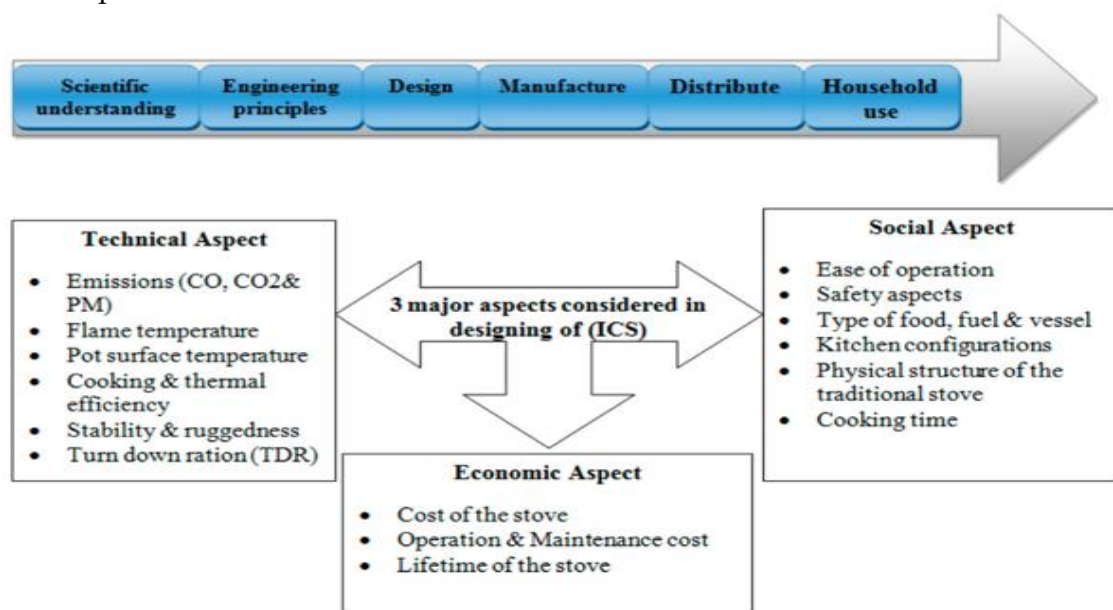 Scientific understanding
Engineering principles
Design
Manufacture
Distribute
Household use
Technical Aspect
• Emissions (CO, CO2& PM)
• Flame temperature
• Pot surface temperature
• Cooking & thermal efficiency
• Stability & ruggedness
• Turn down ration (TDR)
3 major aspects considered in designing of (ICS)
Social Aspect
• Ease of operation
• Safety aspects
• Type of food, fuel & vessel
• Kitchen configurations
• Physical structure of the traditional stove
• Cooking time
Economic Aspect
• Cost of the stove
• Operation & Maintenance cost
• Lifetime of the stove